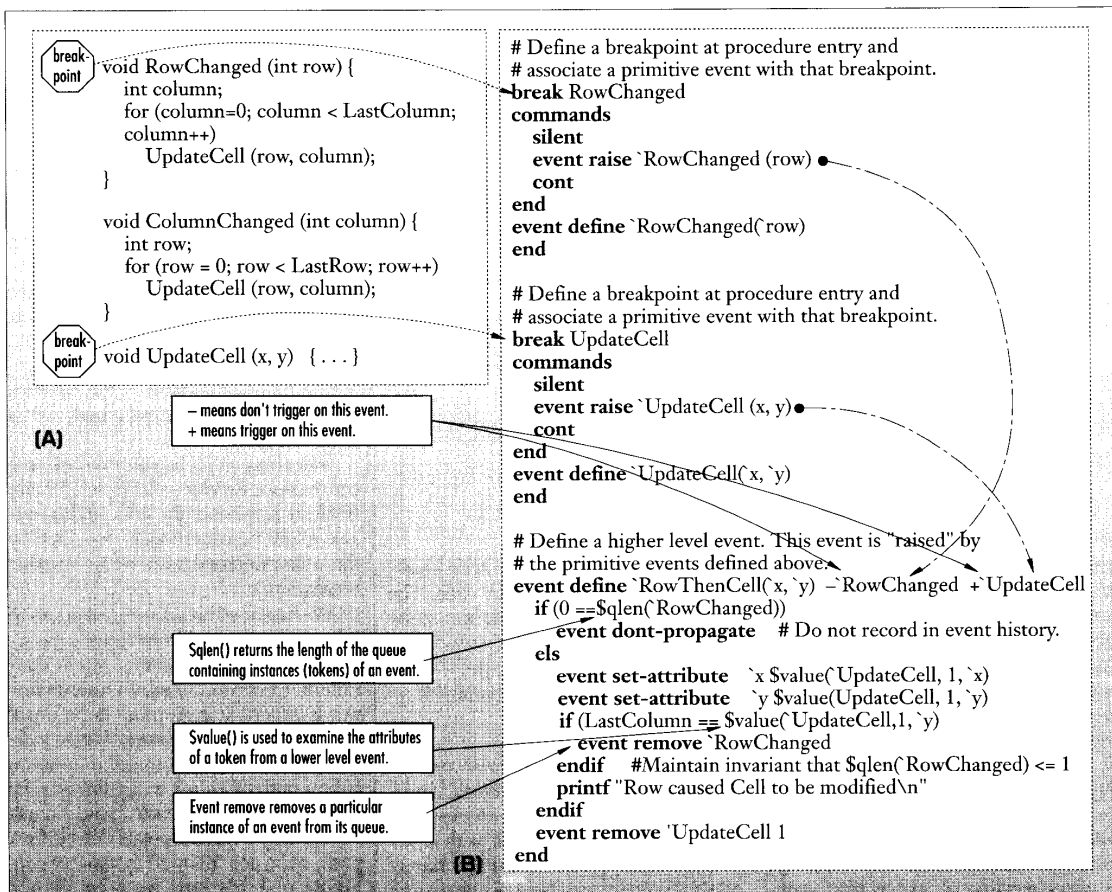 break-
point
void RowChanged (int row) {
int column;
for (column=0; column < LastColumn;
column++)
UpdateCell (row, column);
}
void ColumnChanged (int column) {
int row;
for (row = 0; row < LastRow; row++)
UpdateCell (row, column);
}
break-
point
void UpdateCell (x, y) { . . . }
– means don't trigger on this event.
+ means trigger on this event.
(A)
$qlen() returns the length of the queue
containing instances (tokens) of an event.
$value() is used to examine the attributes
of a token from a lower level event.
Event remove removes a particular
instance of an event from its queue.
# Define a breakpoint at procedure entry and
# associate a primitive event with that breakpoint.
break RowChanged
commands
silent
event raise `RowChanged (row)
cont
end
event define `RowChanged(`row)
end
# Define a breakpoint at procedure entry and
# associate a primitive event with that breakpoint.
break UpdateCell
commands
silent
event raise `UpdateCell (x, y)
cont
end
event define `UpdateCell(`x, `y)
end
# Define a higher level event. This event is "raised" by
# the primitive events defined above.
event define `RowThenCell(`x, `y) –`RowChanged +`UpdateCell
if (0 ==$qlen(`RowChanged))
event dont-propagate # Do not record in event history.
els
event set-attribute `x $value(`UpdateCell, 1, `x)
event set-attribute `y $value(UpdateCell, 1, `y)
if (LastColumn == $value(`UpdateCell,1, `y)
event remove `RowChanged
endif #Maintain invariant that $qlen(`RowChanged) <= 1
printf "Row caused Cell to be modified\n"
endif
event remove 'UpdateCell 1
end
(B)